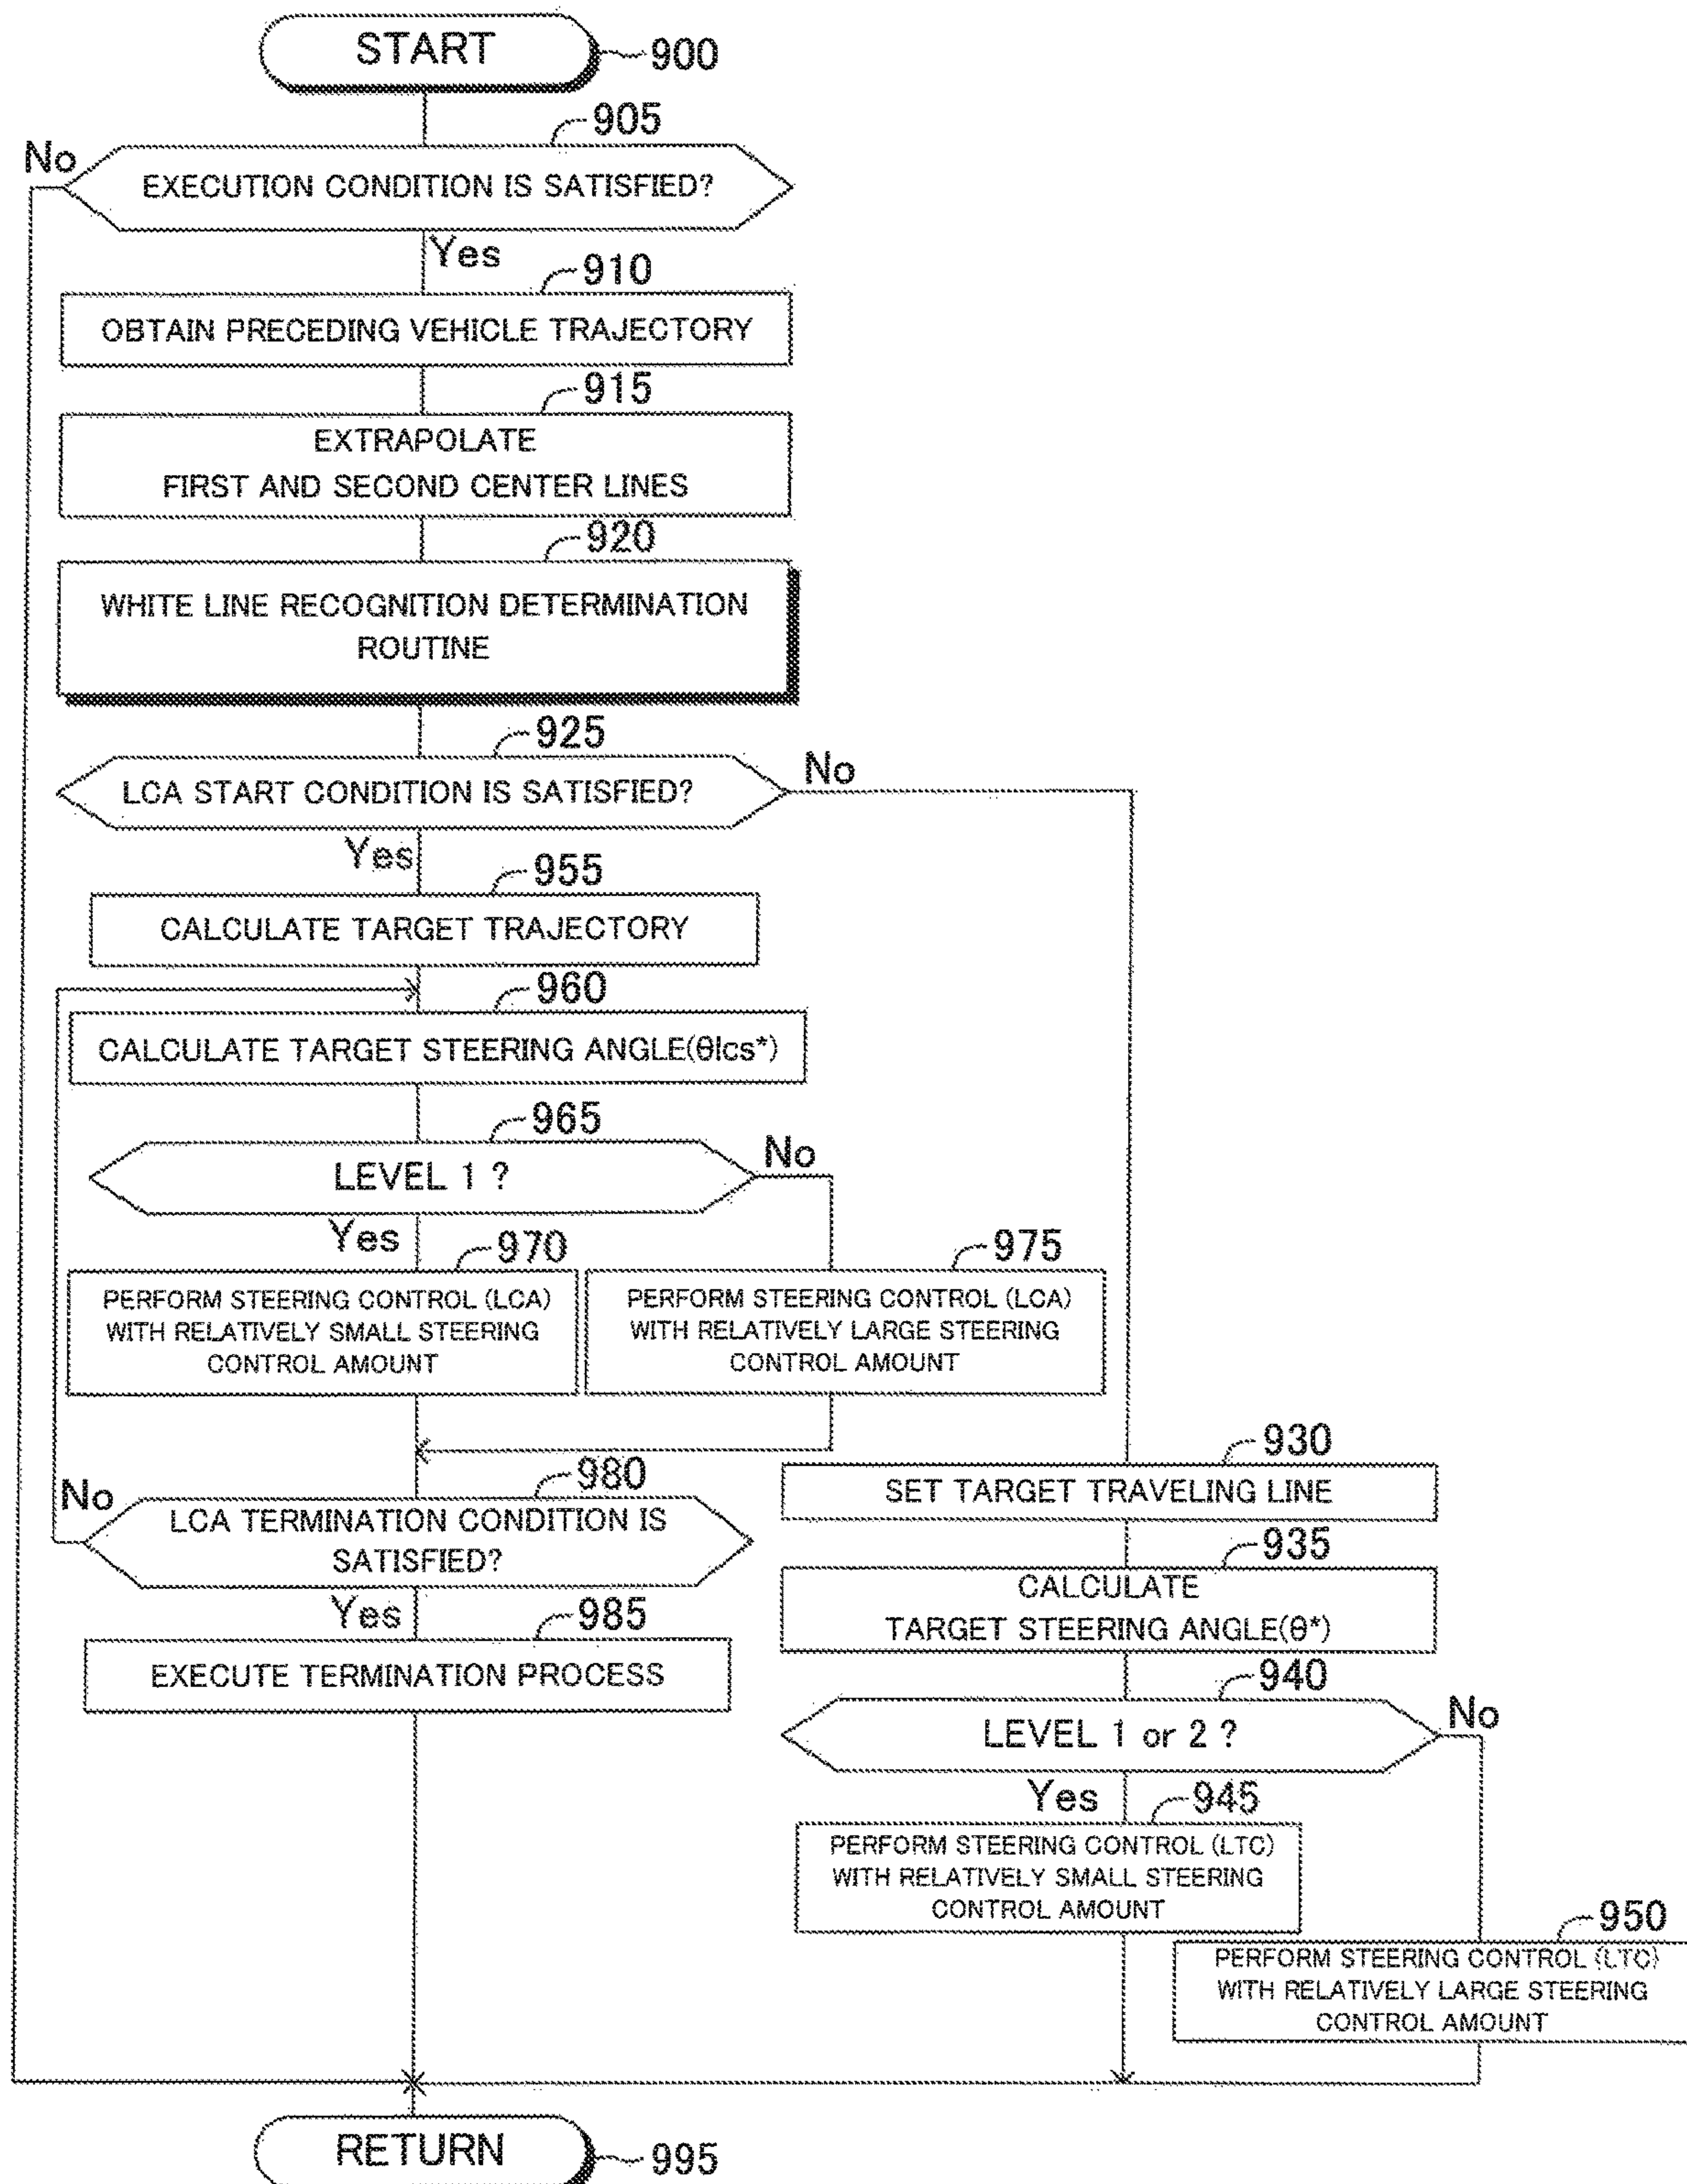 START
900
905
No
EXECUTION CONDITION IS SATISFIED?
Yes
910
OBTAIN PRECEDING VEHICLE TRAJECTORY
915
EXTRAPOLATE
FIRST AND SECOND CENTER LINES
920
WHITE LINE RECOGNITION DETERMINATION
ROUTINE
925
No
LCA START CONDITION IS SATISFIED?
Yes
955
CALCULATE TARGET TRAJECTORY
960
CALCULATE TARGET STEERING ANGLE(θlcs*)
965
No
LEVEL 1 ?
Yes
970
PERFORM STEERING CONTROL (LCA)
WITH RELATIVELY SMALL STEERING
CONTROL AMOUNT
975
PERFORM STEERING CONTROL (LCA)
WITH RELATIVELY LARGE STEERING
CONTROL AMOUNT
980
No
LCA TERMINATION CONDITION IS
SATISFIED?
Yes
985
EXECUTE TERMINATION PROCESS
930
SET TARGET TRAVELING LINE
935
CALCULATE
TARGET STEERING ANGLE(θ*)
940
No
LEVEL 1 or 2 ?
Yes
945
PERFORM STEERING CONTROL (LTC)
WITH RELATIVELY SMALL STEERING
CONTROL AMOUNT
950
PERFORM STEERING CONTROL (LTC)
WITH RELATIVELY LARGE STEERING
CONTROL AMOUNT
RETURN
995